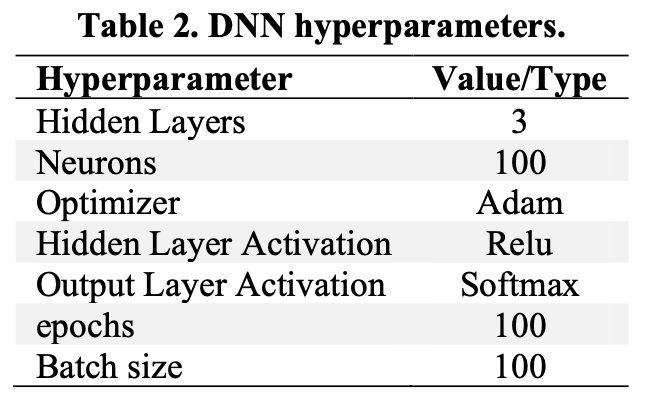 Table 2. DNN hyperparameters.
Hyperparameter Value/Type
Hidden Layers 3
Neurons 100
Optimizer Adam
Hidden Layer Activation Relu
Output Layer Activation Softmax
epochs 100
Batch size 100